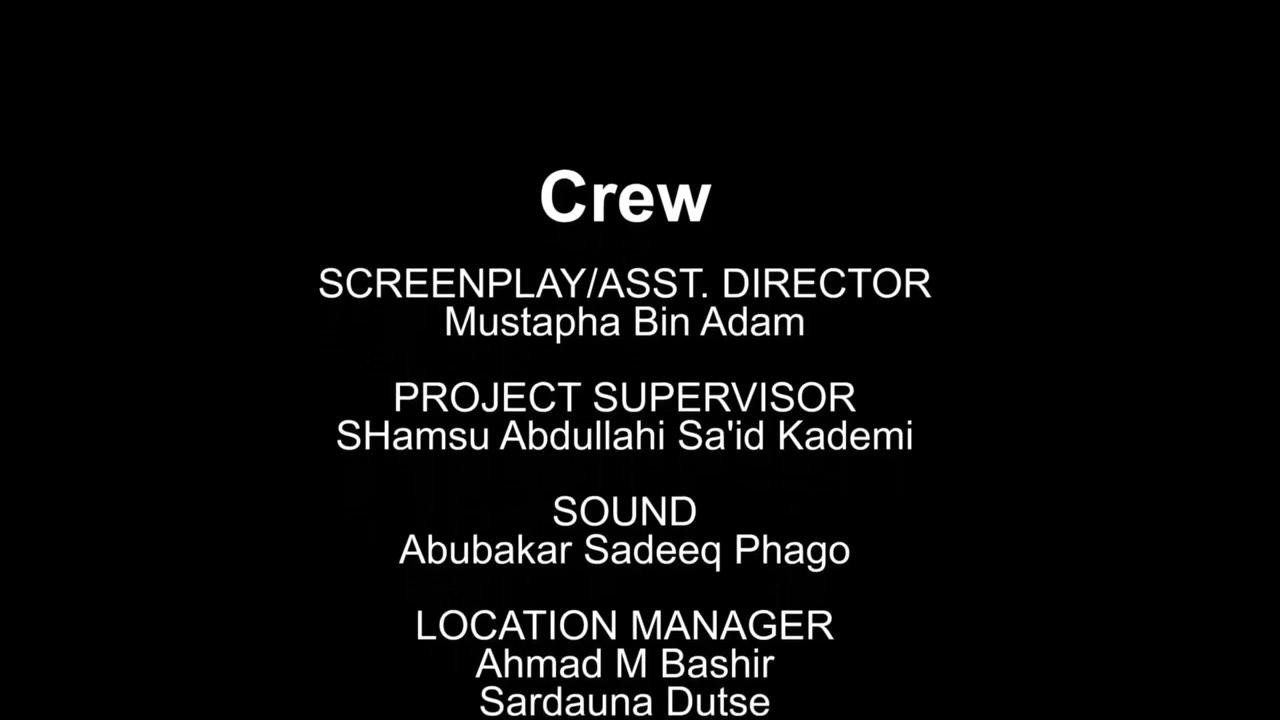 Crew
SCREENPLAY/ASST. DIRECTOR
Mustapha Bin Adam
PROJECT SUPERVISOR
SHamsu Abdullahi Sa'id Kademi
SOUND
Abubakar Sadeeq Phago
LOCATION MANAGER
Ahmad M Bashir
Sardauna Dutse